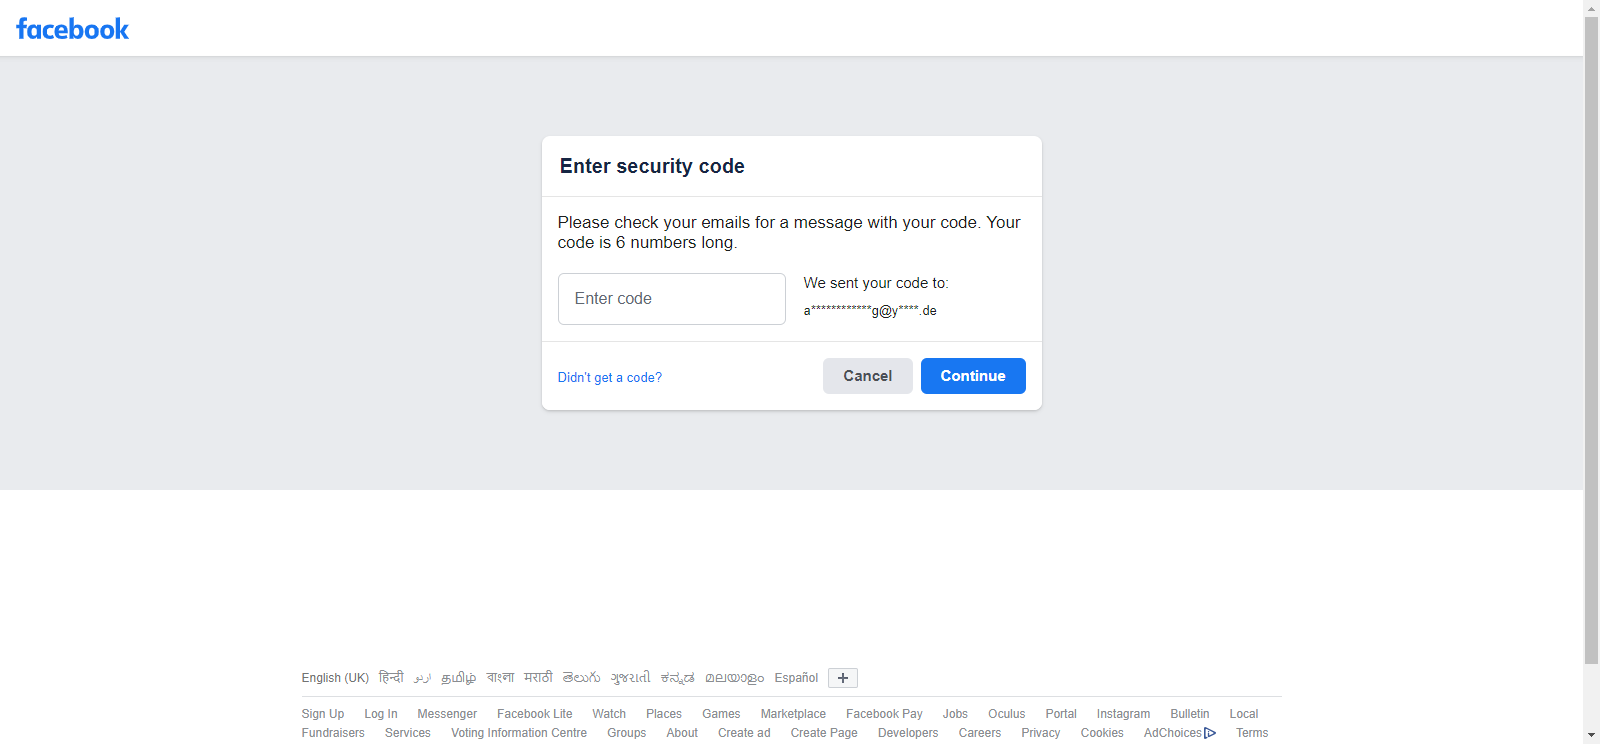 facebook
Enter security code
Please check your emails for a message with your code. Your
code is 6 numbers long.
Enter code
We sent your code to:
a************g@y****.de
Didn't get a code?
Cancel
Continue
English (UK) हिन्दी اردو தமிழ் বাংলা मराठी తెలుగు ગુજરાતી ಕನ್ನಡ മലയാളം Español +
Sign Up Log In Messenger Facebook Lite Watch Places Games Marketplace Facebook Pay Jobs Oculus Portal Instagram Bulletin Local
Fundraisers Services Voting Information Centre Groups About Create ad Create Page Developers Careers Privacy Cookies AdChoices Terms